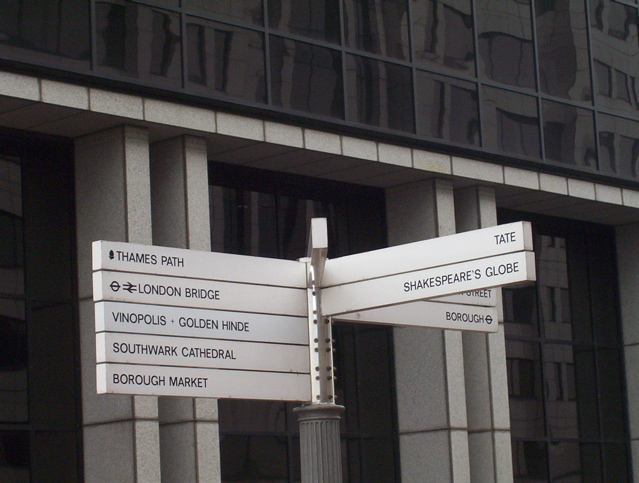 THAMES PATH
LONDON BRIDGE
VINOPOLIS + GOLDEN HINDE
SOUTHWARK CATHEDRAL
BOROUGH MARKET
TATE
SHAKESPEARE'S GLOBE
STREET
BOROUGH